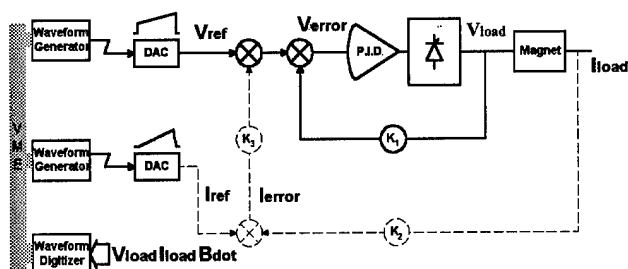 VME
Waveform
Generator
DAC
Vref
Verror
P.I.D.
Vload
Magnet
Iload
K1
K3
Waveform
Generator
DAC
Iref
Ierror
K2
Waveform
Digitizer
Vload Iload Bdot